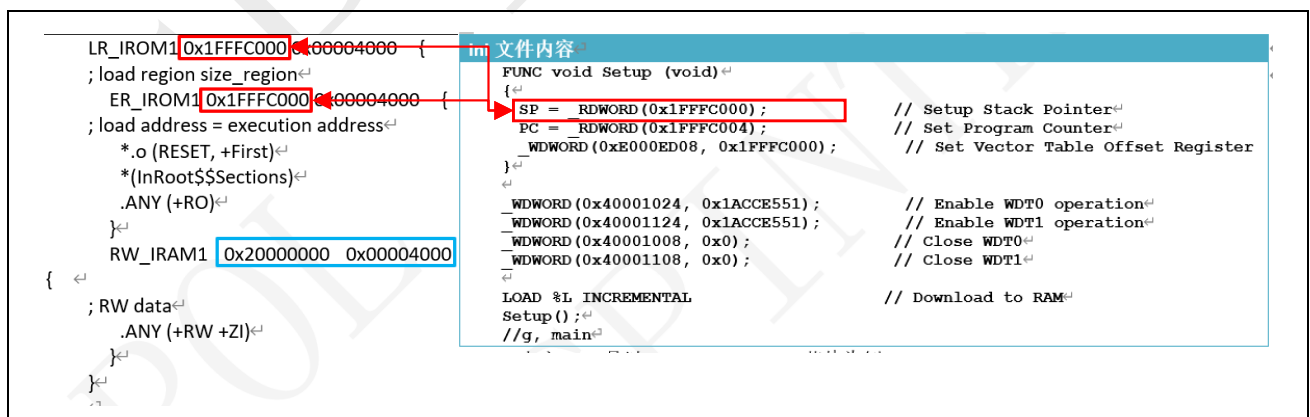 LR_IROM1 0x1FFFC000 0x00004000 {
; load region size_region↵
ER_IROM1 0x1FFFC000 0x00004000 {
; load address = execution address↵
*.o (RESET, +First)↵
*(InRoot$$Sections)↵
.ANY (+RO)↵
}↵
RW_IRAM1 0x20000000 0x00004000
{ ↵
; RW data↵
.ANY (+RW +ZI)↵
}↵
}↵
ini 文件内容↵
FUNC void Setup (void)↵
{↵
SP = _RDWORD(0x1FFFC000); // Setup Stack Pointer↵
PC = _RDWORD(0x1FFFC004); // Set Program Counter↵
_WDWORD(0xE000ED08, 0x1FFFC000); // Set Vector Table Offset Register
}↵
↵
_WDWORD(0x40001024, 0x1ACCE551); // Enable WDT0 operation↵
_WDWORD(0x40001124, 0x1ACCE551); // Enable WDT1 operation↵
_WDWORD(0x40001008, 0x0); // Close WDT0↵
_WDWORD(0x40001108, 0x0); // Close WDT1↵
↵
LOAD %L INCREMENTAL // Download to RAM↵
Setup();↵
//g, main↵